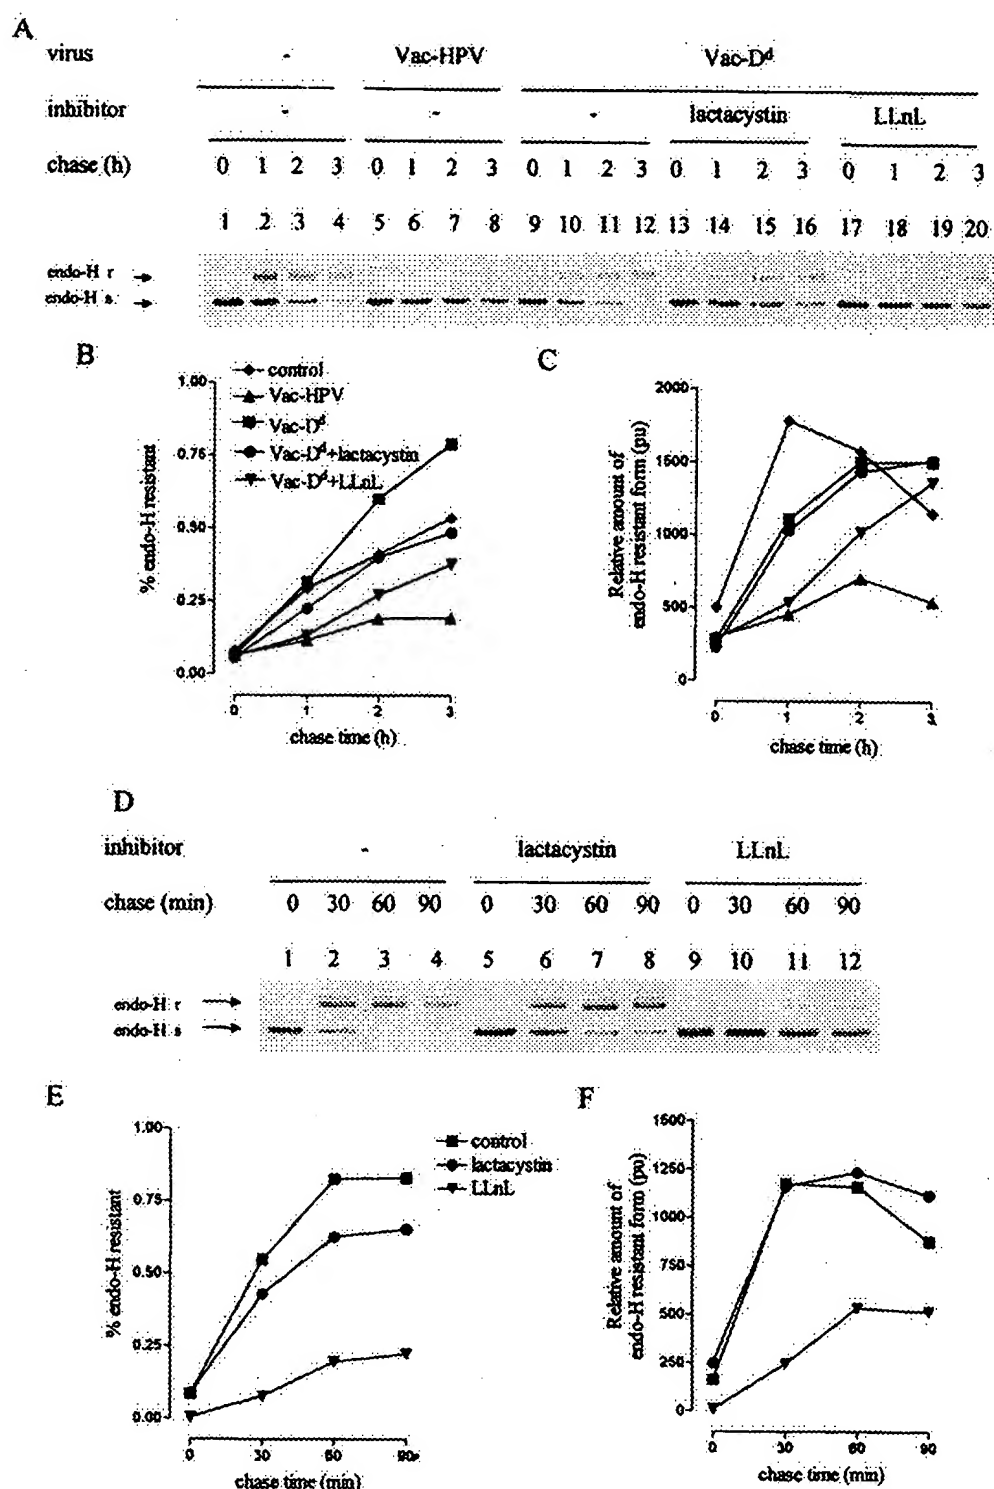 A
virus - Vac-HPV Vac-Dd
inhibitor - - - lactacystin LLnL
chase (h) 0 1 2 3 0 1 2 3 0 1 2 3 0 1 2 3 0 1 2 3
1 2 3 4 5 6 7 8 9 10 11 12 13 14 15 16 17 18 19 20
endo-H r
endo-H s
B
control
Vac-HPV
Vac-Dd
Vac-Dd+lactacystin
Vac-Dd+LLnL
% endo-H resistant
1.00
0.75
0.50
0.25
0.00
0 1 2 3
chase time (h)
C
Relative amount of
endo-H resistant form (pu)
2000
1500
1000
500
0
0 1 2 3
chase time (h)
D
inhibitor - lactacystin LLnL
chase (min) 0 30 60 90 0 30 60 90 0 30 60 90
1 2 3 4 5 6 7 8 9 10 11 12
endo-H r
endo-H s
E
control
lactacystin
LLnL
% endo-H resistant
1.00
0.75
0.50
0.25
0.00
0 30 60 90
chase time (min)
F
Relative amount of
endo-H resistant form (pu)
1500
1250
1000
750
500
250
0
0 30 60 90
chase time (min)